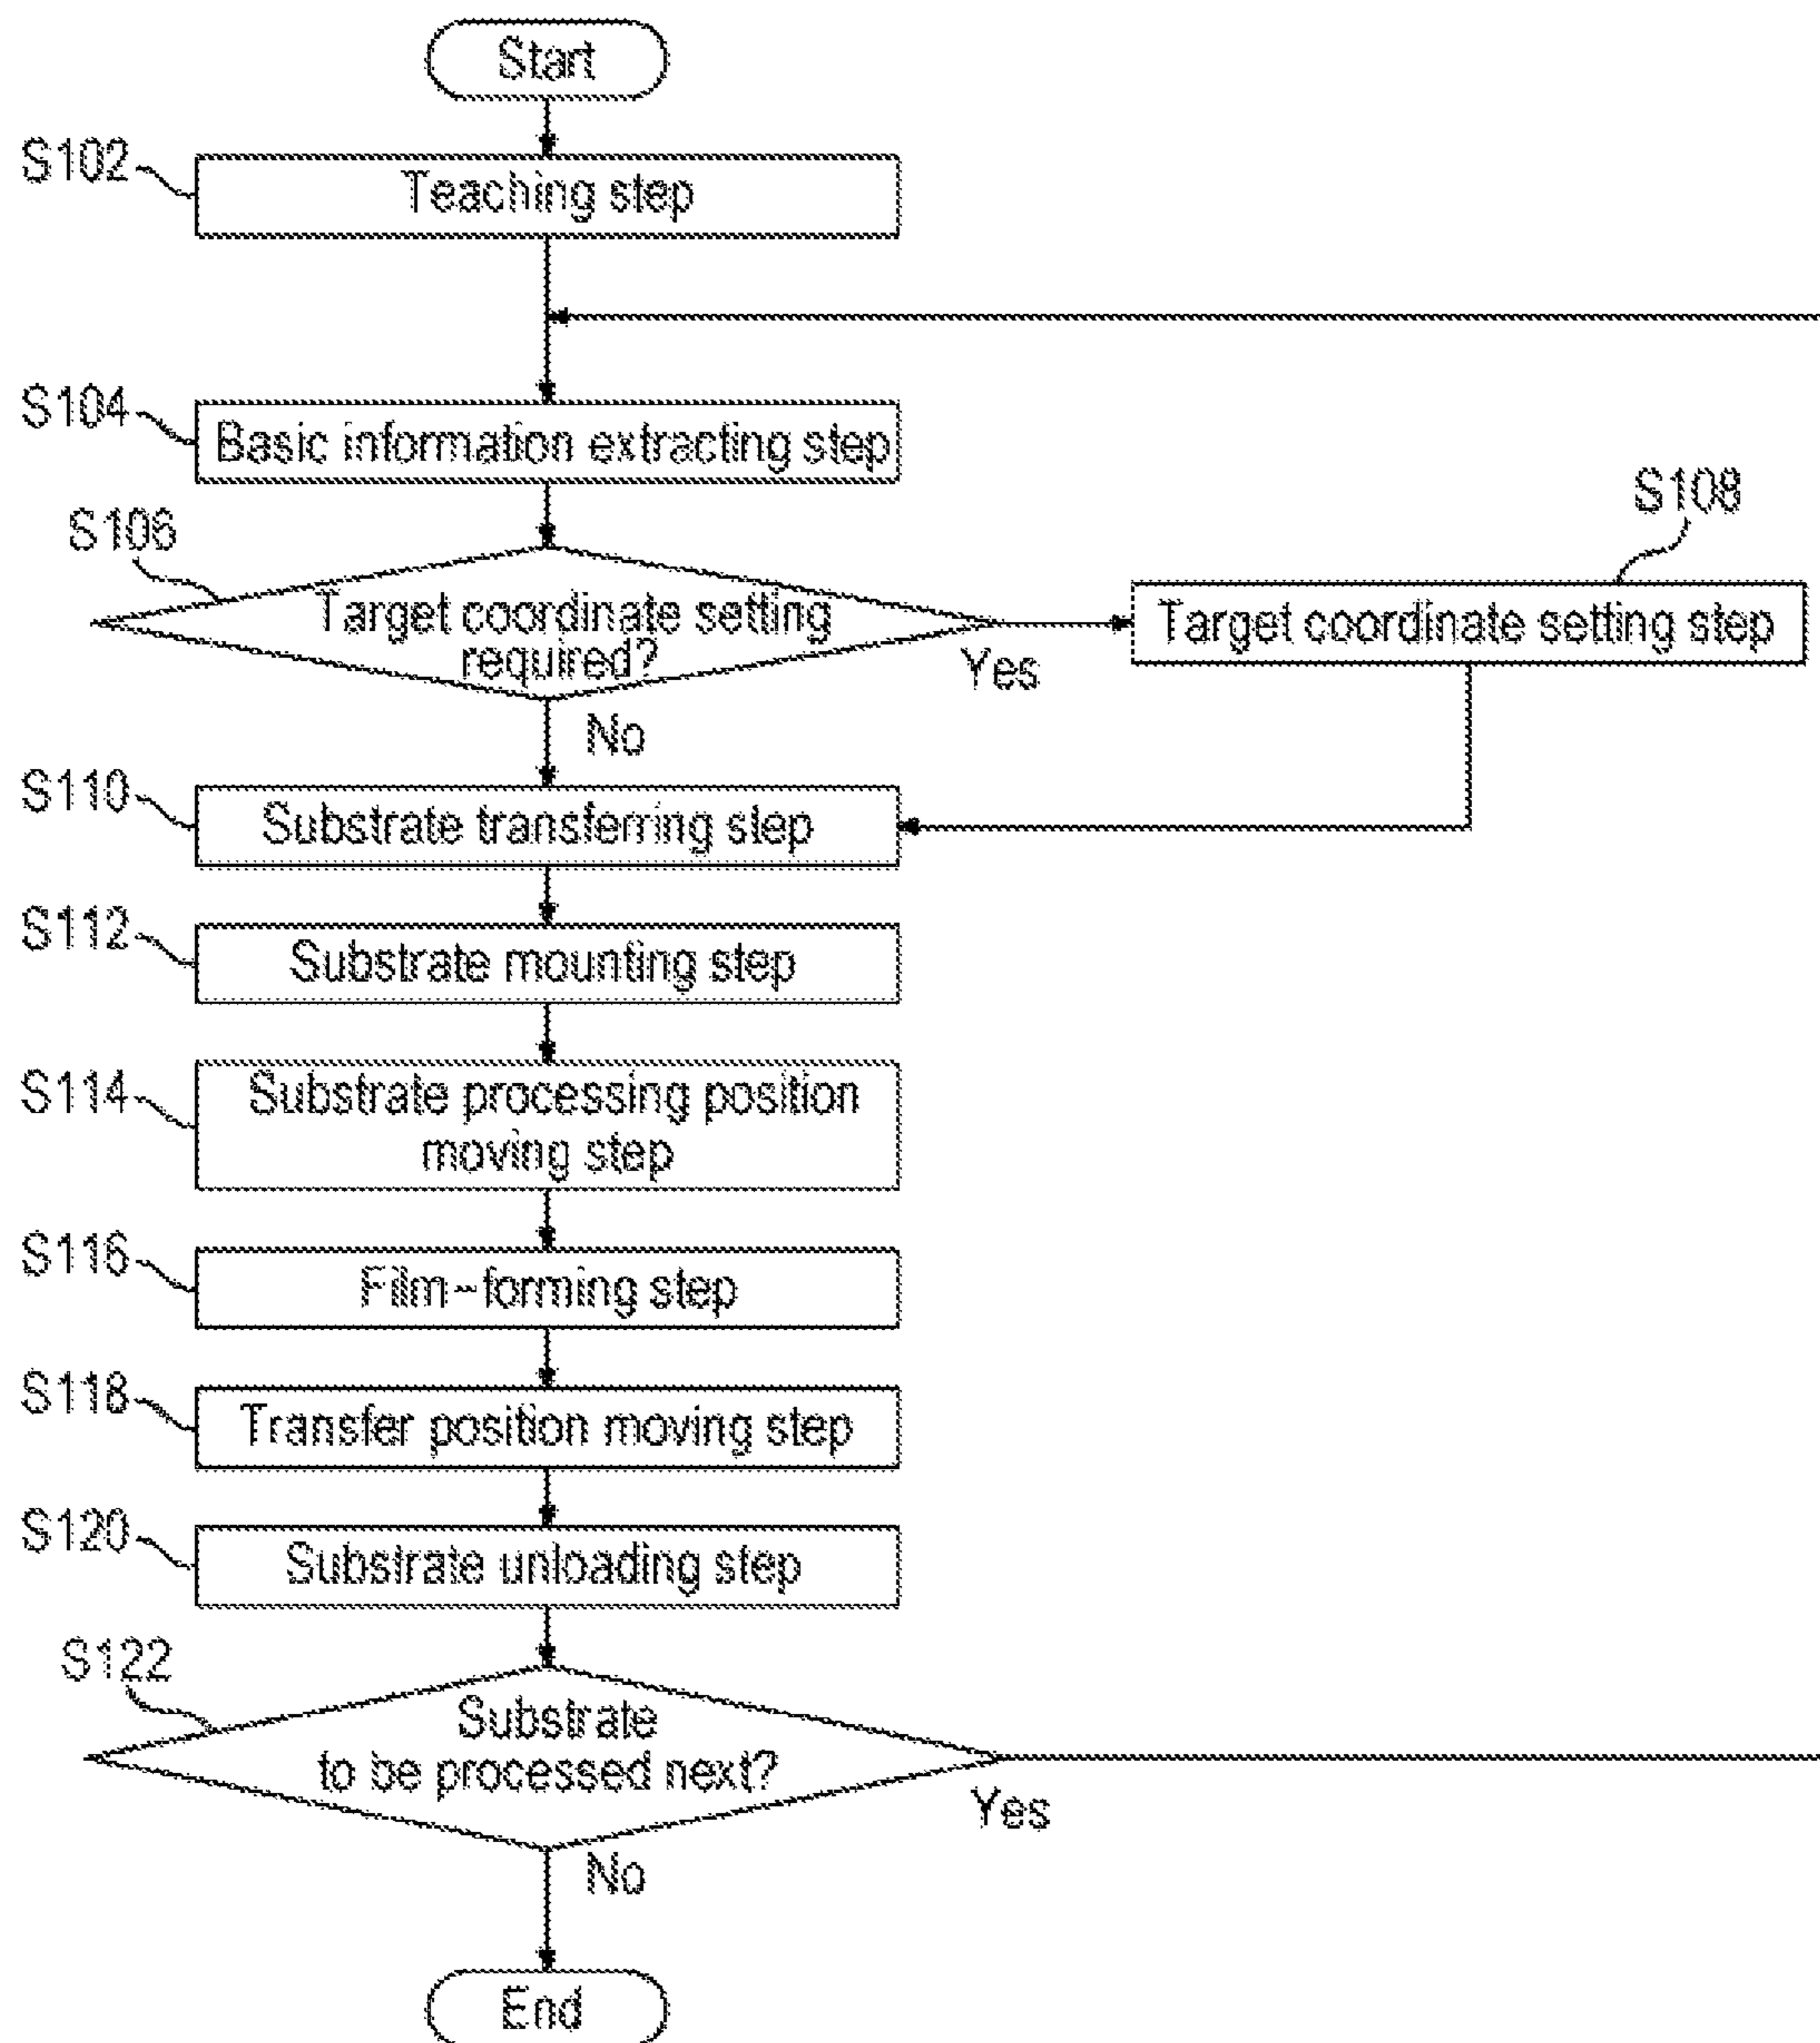 Start
S102
Teaching step
S104
Basic information extracting step
S106
Target coordinate setting
required?
Yes
No
S108
Target coordinate setting step
S110
Substrate transferring step
S112
Substrate mounting step
S114
Substrate processing position
moving step
S116
Film-forming step
S118
Transfer position moving step
S120
Substrate unloading step
S122
Substrate
to be processed next?
Yes
No
End